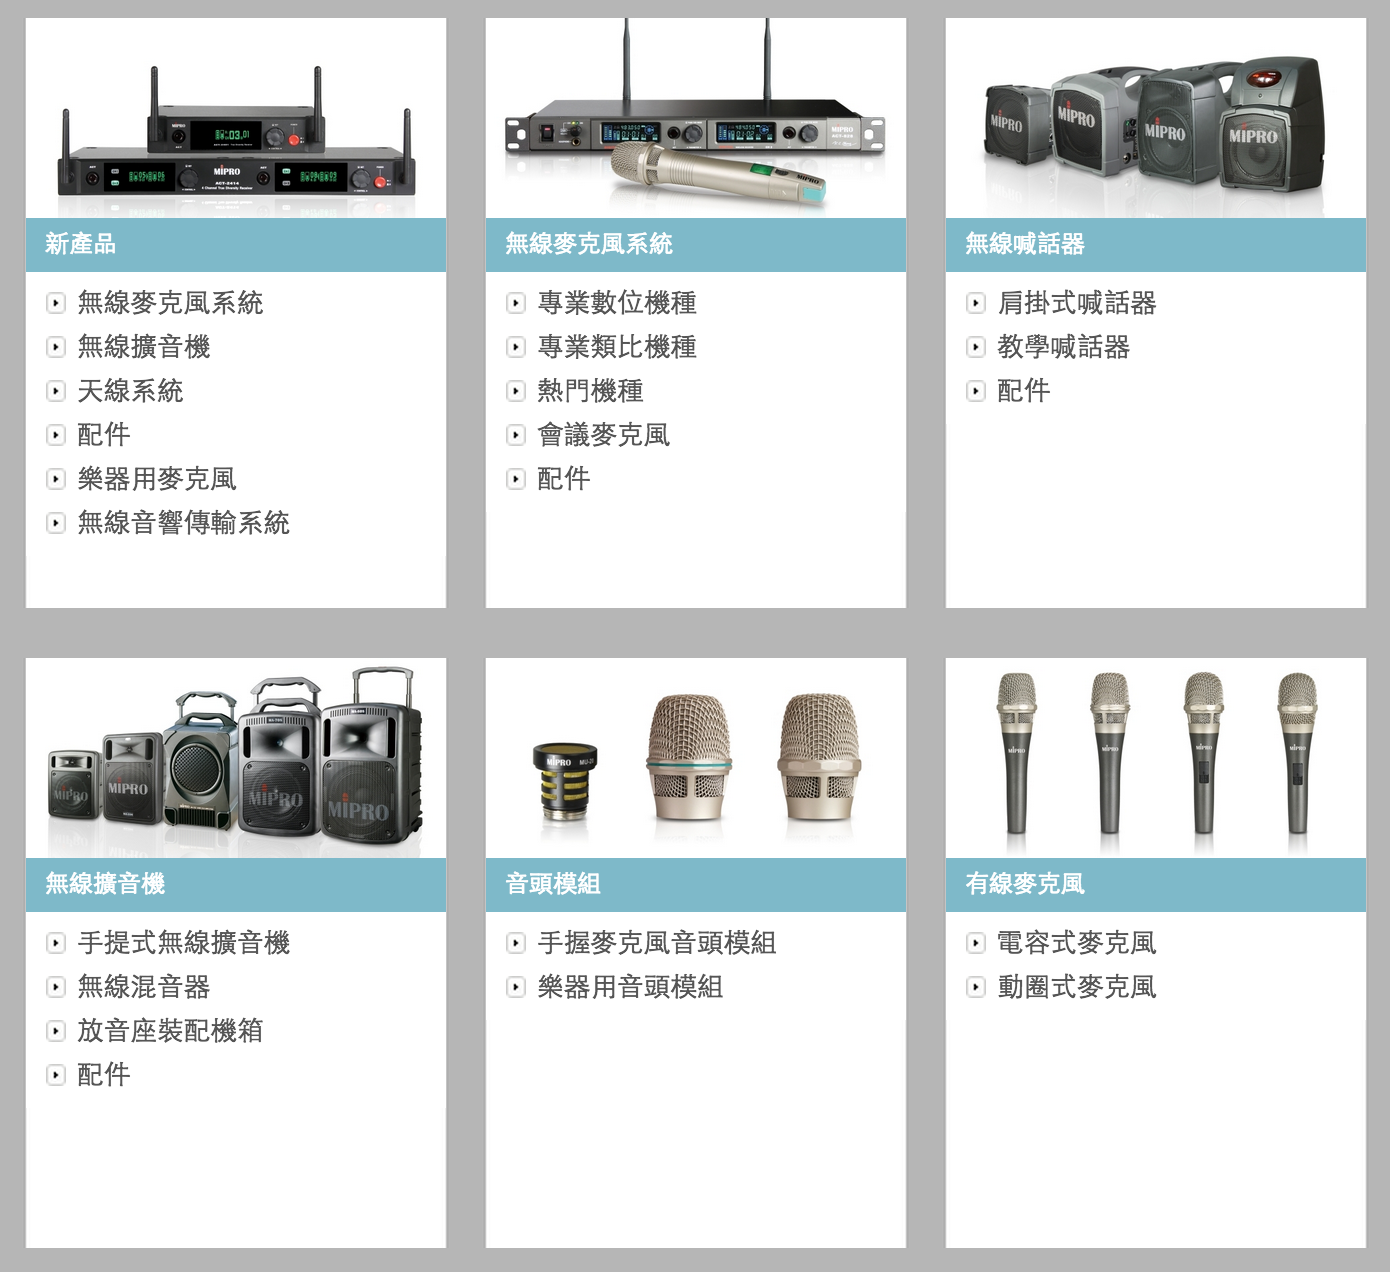 MIPRO
MIPRO
ACT-2414
MIPRO
MIPRO
MIPRO
MIPRO
MIPRO
MIPRO
新產品
無線麥克風系統
無線擴音機
天線系統
配件
樂器用麥克風
無線音響傳輸系統
無線麥克風系統
專業數位機種
專業類比機種
熱門機種
會議麥克風
配件
無線喊話器
肩掛式喊話器
教學喊話器
配件
MIPRO
MIPRO
MIPRO
MIPRO
MIPRO MU-20
MIPRO
MIPRO
MIPRO
MIPRO
無線擴音機
手提式無線擴音機
無線混音器
放音座裝配機箱
配件
音頭模組
手握麥克風音頭模組
樂器用音頭模組
有線麥克風
電容式麥克風
動圈式麥克風